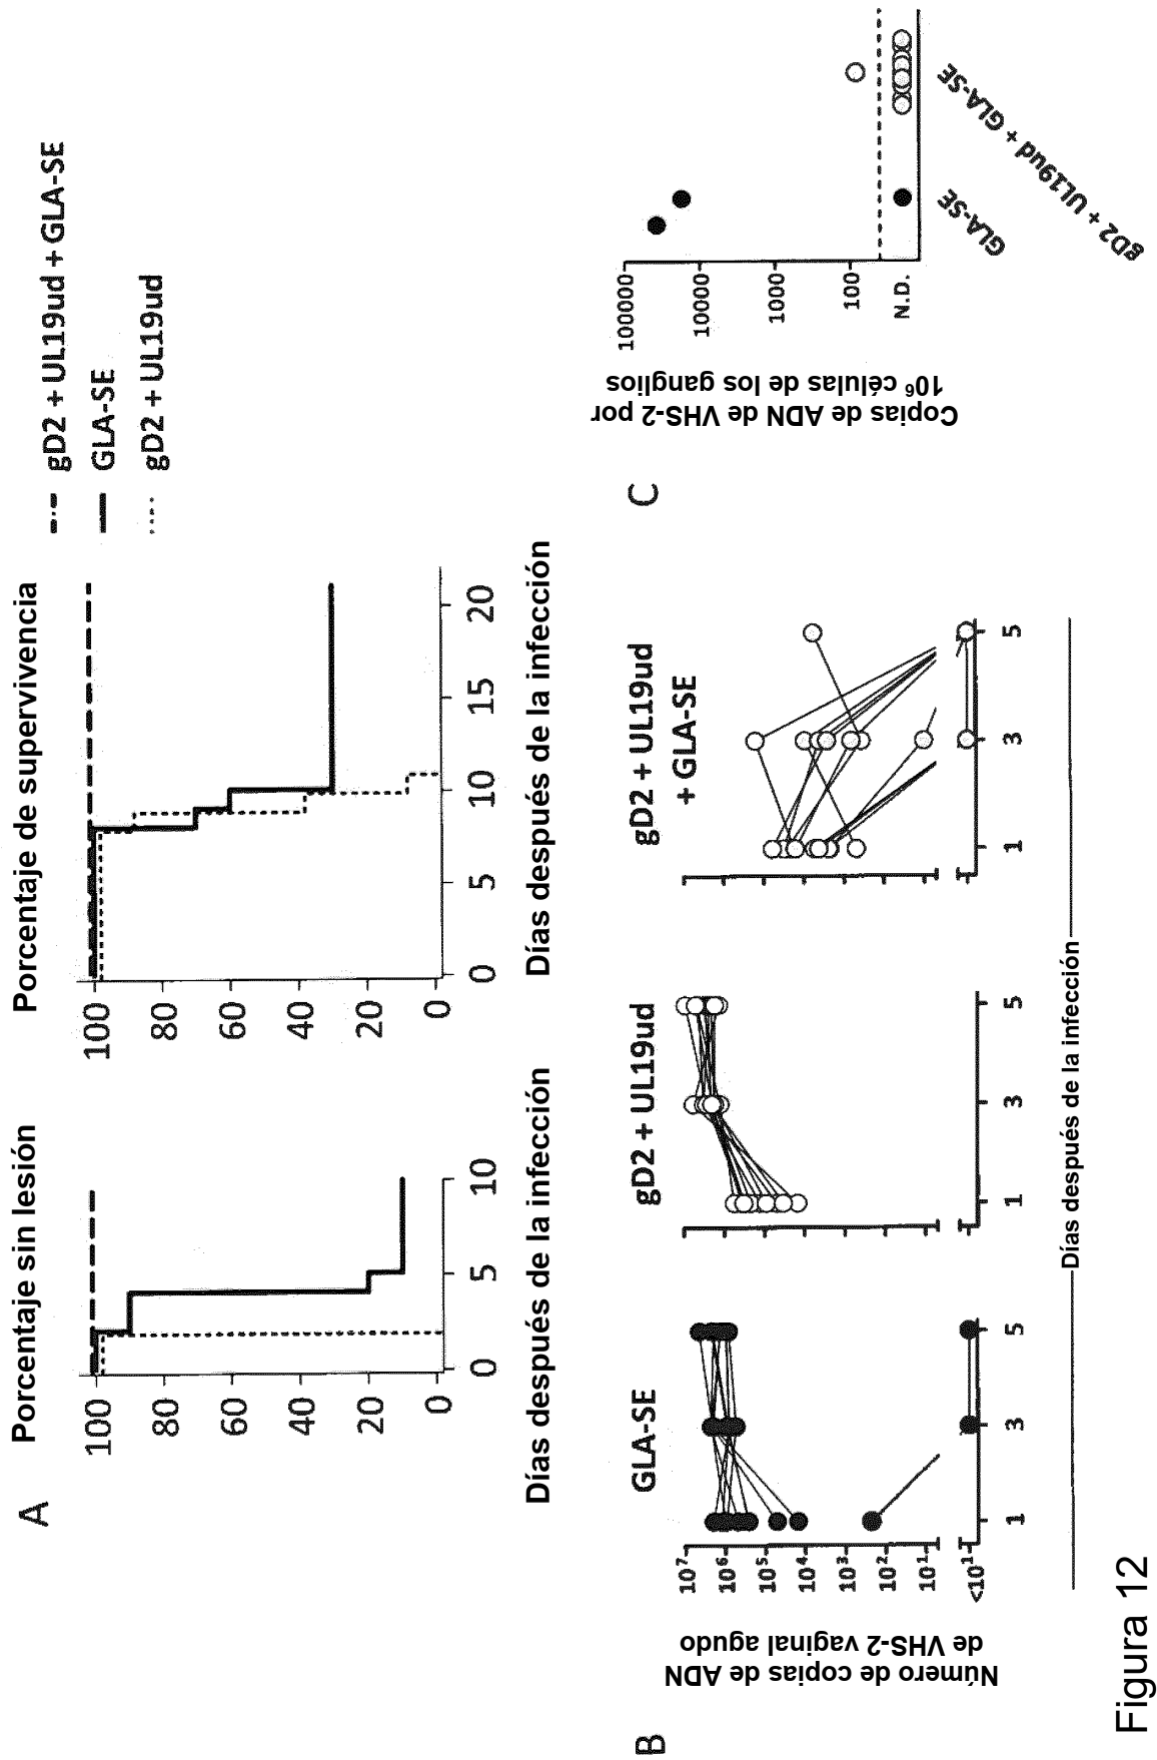 A
Porcentaje sin lesión
100
80
60
40
20
0
0 5 10
Días después de la infección
Porcentaje de supervivencia
100
80
60
40
20
0
0 5 10 15 20
Días después de la infección
gD2 + UL19ud + GLA-SE
GLA-SE
gD2 + UL19ud
B
Número de copias de ADN
de VHS-2 vaginal agudo
GLA-SE
10⁷
10⁶
10⁵
10⁴
10³
10²
10¹
<10¹
1 3 5
gD2 + UL19ud
1 3 5
gD2 + UL19ud
+ GLA-SE
1 3 5
Días después de la infección
C
Copias de ADN de VHS-2 por
10⁶ células de los ganglios
100000
10000
1000
100
N.D.
GLA-SE
gD2 + UL19ud + GLA-SE
Figura 12